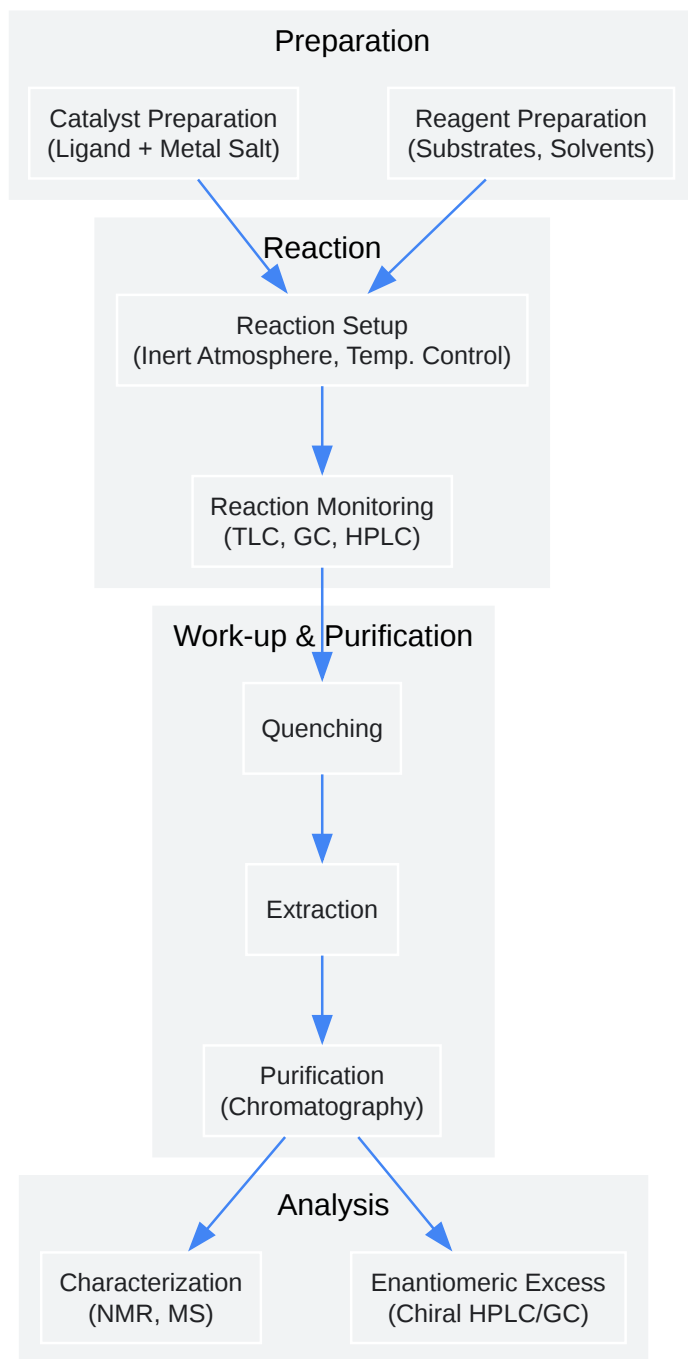 Preparation
Catalyst Preparation
(Ligand + Metal Salt)
Reagent Preparation
(Substrates, Solvents)
Reaction
Reaction Setup
(Inert Atmosphere, Temp. Control)
Reaction Monitoring
(TLC, GC, HPLC)
Work-up & Purification
Quenching
Extraction
Purification
(Chromatography)
Analysis
Characterization
(NMR, MS)
Enantiomeric Excess
(Chiral HPLC/GC)